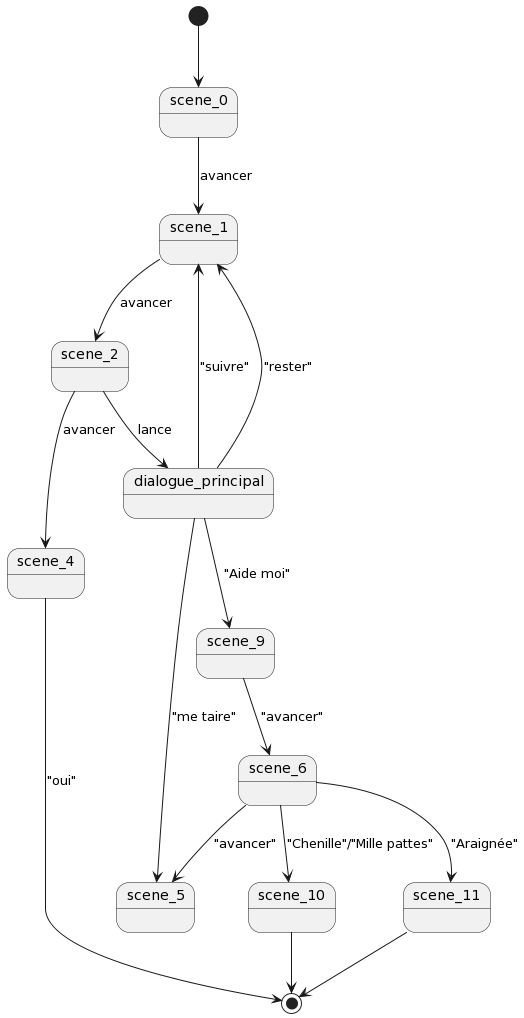 scene_0
avancer
scene_1
avancer
"suivre"
"rester"
scene_2
avancer
lance
dialogue_principal
scene_4
"Aide moi"
scene_9
"me taire"
"avancer"
scene_6
"oui"
"avancer"
"Chenille"/"Mille pattes"
"Araignée"
scene_5
scene_10
scene_11